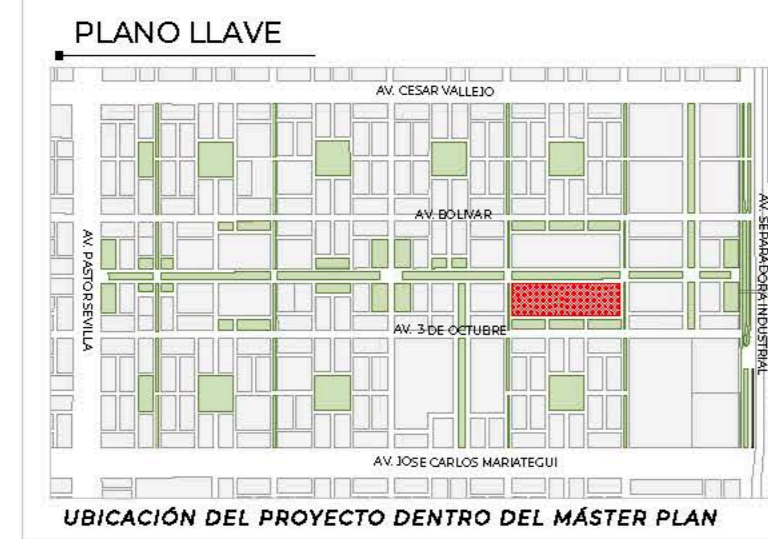 PLANO LLAVE
AV. CESAR VALLEJO
AV. BOLIVAR
AV. PASTOR SEVILLA
AV. SEPARADORA INDUSTRIAL
AV. 3 DE OCTUBRE
AV. JOSE CARLOS MARIATEGUI
UBICACIÓN DEL PROYECTO DENTRO DEL MÁSTER PLAN